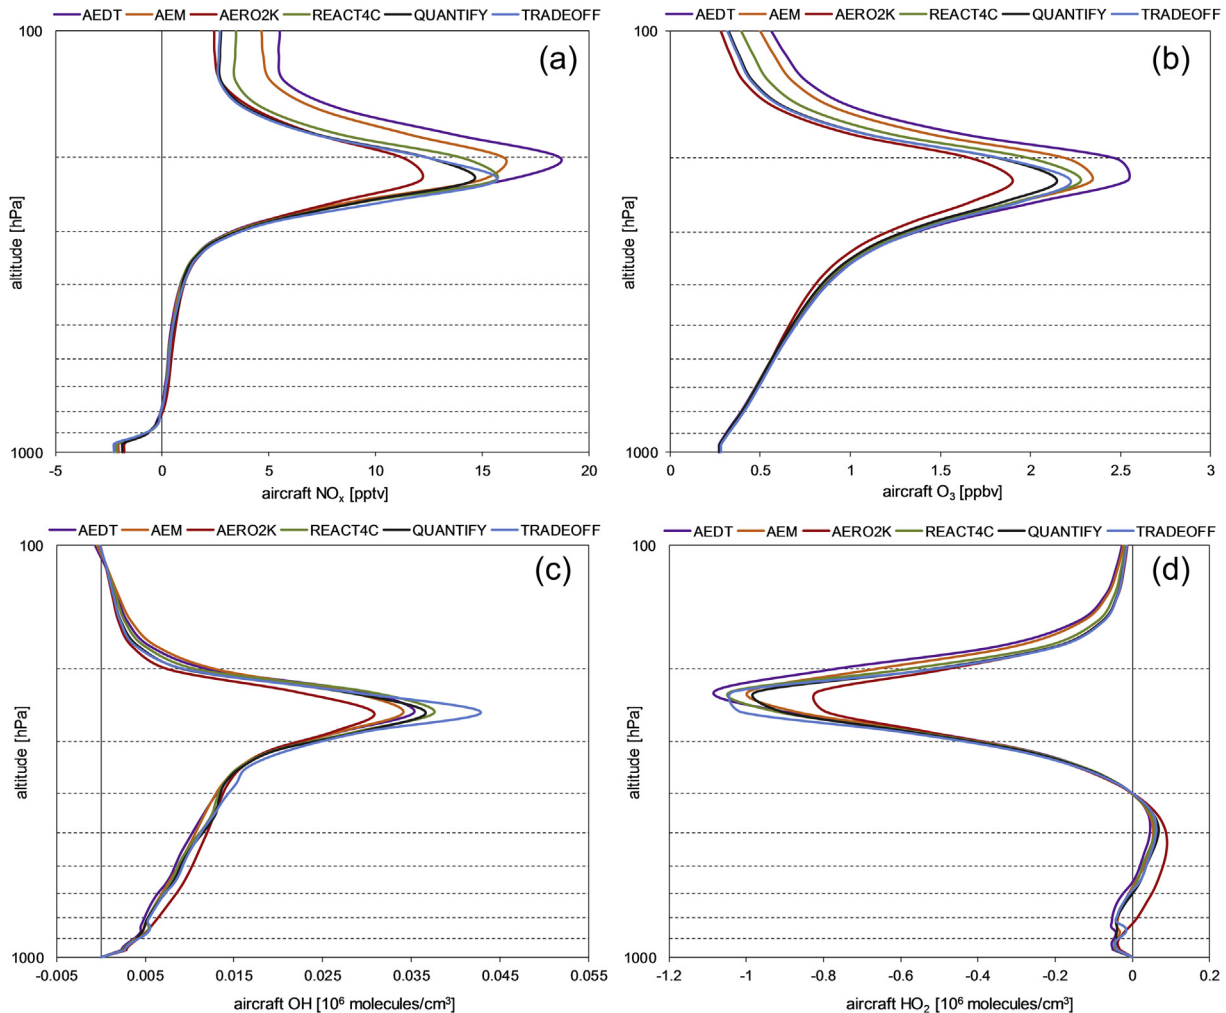 AEDT AEM AERO2K REACT4C QUANTIFY TRADEOFF
100
(a)
altitude [hPa]
1000
-5 0 5 10 15 20
aircraft NOx [pptv]
AEDT AEM AERO2K REACT4C QUANTIFY TRADEOFF
100
(b)
altitude [hPa]
1000
0 0.5 1 1.5 2 2.5 3
aircraft O3 [ppbv]
AEDT AEM AERO2K REACT4C QUANTIFY TRADEOFF
100
(c)
altitude [hPa]
1000
-0.005 0.005 0.015 0.025 0.035 0.045 0.055
aircraft OH [10⁶ molecules/cm³]
AEDT AEM AERO2K REACT4C QUANTIFY TRADEOFF
100
(d)
altitude [hPa]
1000
-1.2 -1 -0.8 -0.6 -0.4 -0.2 0 0.2
aircraft HO₂ [10⁶ molecules/cm³]